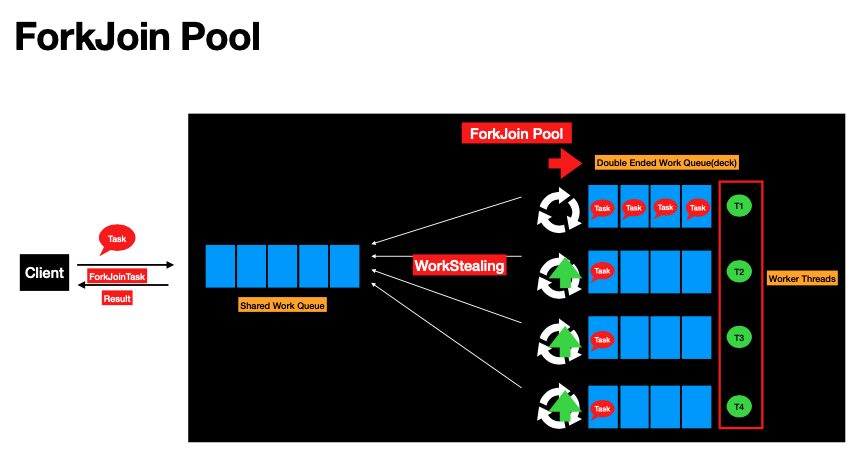 ForkJoin Pool
ForkJoin Pool
Double Ended Work Queue(deck)
Task Task Task Task
T1
Task
Client
ForkJoinTask
Result
Shared Work Queue
WorkStealing
Task
T2
Worker Threads
Task
T3
Task
T4